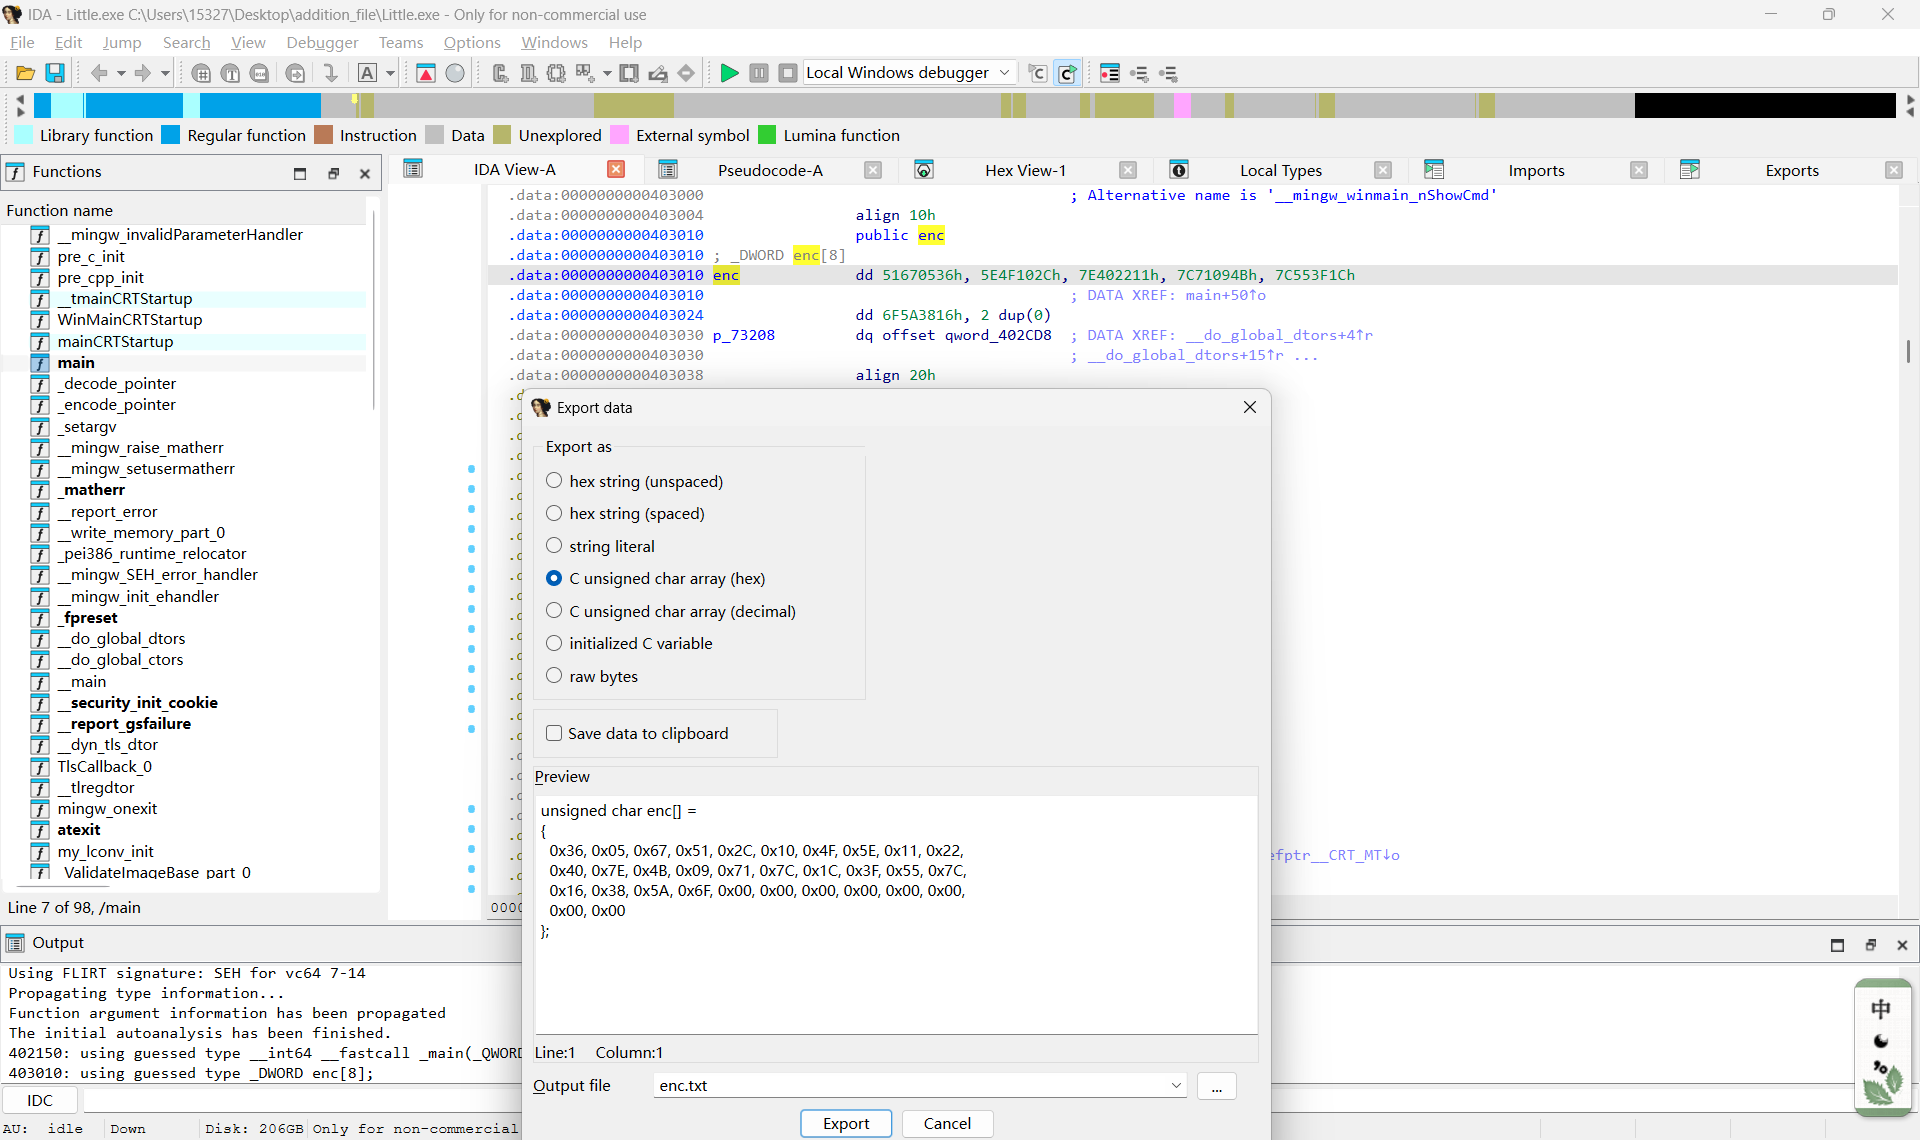 IDA - Little.exe C:\Users\15327\Desktop\addition_file\Little.exe - Only for non-commercial use
File Edit Jump Search View Debugger Teams Options Windows Help
Local Windows debugger
Library function Regular function Instruction Data Unexplored External symbol Lumina function
Functions
Function name
__mingw_invalidParameterHandler
pre_c_init
pre_cpp_init
__tmainCRTStartup
WinMainCRTStartup
mainCRTStartup
main
_decode_pointer
_encode_pointer
_setargv
__mingw_raise_matherr
__mingw_setusermatherr
_matherr
__report_error
__write_memory_part_0
_pei386_runtime_relocator
__mingw_SEH_error_handler
__mingw_init_ehandler
_fpreset
__do_global_dtors
__do_global_ctors
__main
__security_init_cookie
__report_gsfailure
__dyn_tls_dtor
TlsCallback_0
__tlregdtor
mingw_onexit
atexit
my_lconv_init
_ValidateImageBase_part_0
Line 7 of 98, /main
IDA View-A Pseudocode-A Hex View-1 Local Types Imports Exports
.data:0000000000403000 ; Alternative name is '__mingw_winmain_nShowCmd'
.data:0000000000403004 align 10h
.data:0000000000403010 public enc
.data:0000000000403010 ; _DWORD enc[8]
.data:0000000000403010 enc dd 51670536h, 5E4F102Ch, 7E402211h, 7C71094Bh, 7C553F1Ch
.data:0000000000403010 ; DATA XREF: main+50↑o
.data:0000000000403024 dd 6F5A3816h, 2 dup(0)
.data:0000000000403030 p_73208 dq offset qword_402CD8 ; DATA XREF: __do_global_dtors+4↑r
.data:0000000000403030 ; __do_global_dtors+15↑r ...
.data:0000000000403038 align 20h
efptr__CRT_MT↓o
Export data
Export as
hex string (unspaced)
hex string (spaced)
string literal
C unsigned char array (hex)
C unsigned char array (decimal)
initialized C variable
raw bytes
Save data to clipboard
Preview
unsigned char enc[] =
{
0x36, 0x05, 0x67, 0x51, 0x2C, 0x10, 0x4F, 0x5E, 0x11, 0x22,
0x40, 0x7E, 0x4B, 0x09, 0x71, 0x7C, 0x1C, 0x3F, 0x55, 0x7C,
0x16, 0x38, 0x5A, 0x6F, 0x00, 0x00, 0x00, 0x00, 0x00, 0x00,
0x00, 0x00
};
Line:1 Column:1
Output file enc.txt ...
Export Cancel
Output
Using FLIRT signature: SEH for vc64 7-14
Propagating type information...
Function argument information has been propagated
The initial autoanalysis has been finished.
402150: using guessed type __int64 __fastcall _main(_QWORD
403010: using guessed type _DWORD enc[8];
IDC
AU: idle Down Disk: 206GB Only for non-commercial
中